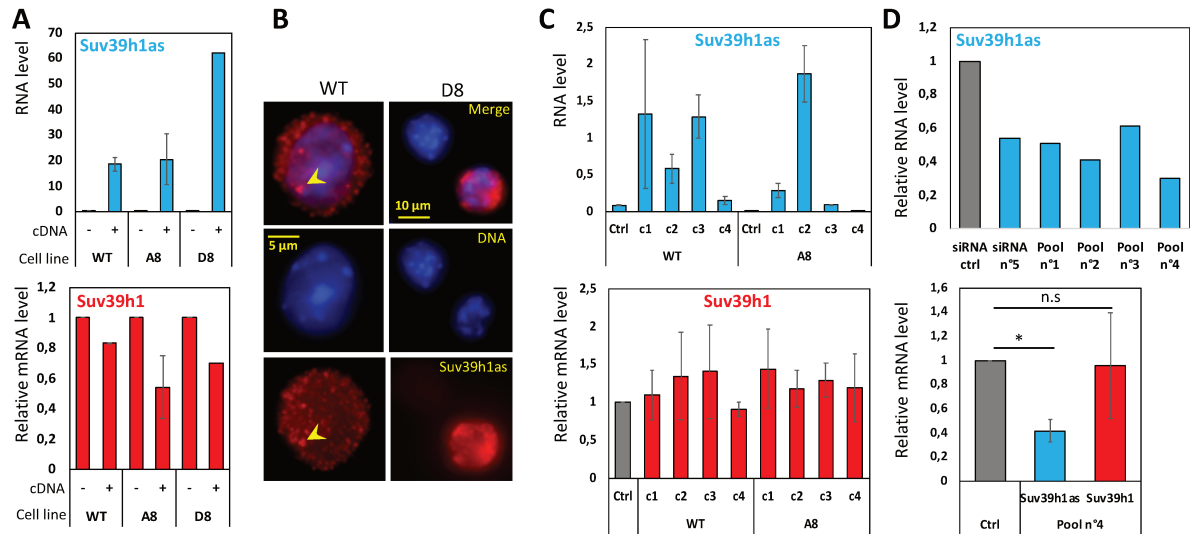 A
Suv39h1as
RNA level
70
60
50
40
30
20
10
0
cDNA - + - + - +
Cell line WT A8 D8
Suv39h1
Relative mRNA level
1,2
1
0,8
0,6
0,4
0,2
0
cDNA - + - + - +
Cell line WT A8 D8
B
WT D8
Merge
10 µm
5 µm
DNA
Suv39h1as
C
Suv39h1as
RNA level
2,5
2
1,5
1
0,5
0
Ctrl c1 c2 c3 c4 Ctrl c1 c2 c3 c4
WT A8
Suv39h1
Relative mRNA level
2,5
2
1,5
1
0,5
0
Ctrl c1 c2 c3 c4 c1 c2 c3 c4
WT A8
D
Suv39h1as
Relative RNA level
1,2
1
0,8
0,6
0,4
0,2
0
siRNA siRNA Pool Pool Pool Pool
ctrl n°5 n°1 n°2 n°3 n°4
Relative mRNA level
1,6
1,4
1,2
1
0,8
0,6
0,4
0,2
0
n.s
*
Suv39h1as Suv39h1
Ctrl Pool n°4